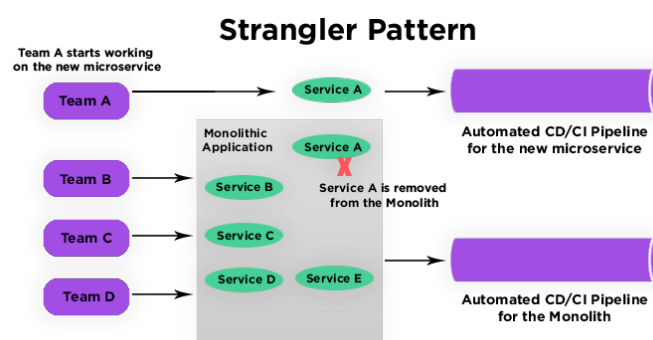 Strangler Pattern
Team A starts working
on the new microservice
Team A
Service A
Automated CD/CI Pipeline
for the new microservice
Monolithic
Application
Service A
X
Service A is removed
from the Monolith
Team B
Service B
Team C
Service C
Team D
Service D
Service E
Automated CD/CI Pipeline
for the Monolith